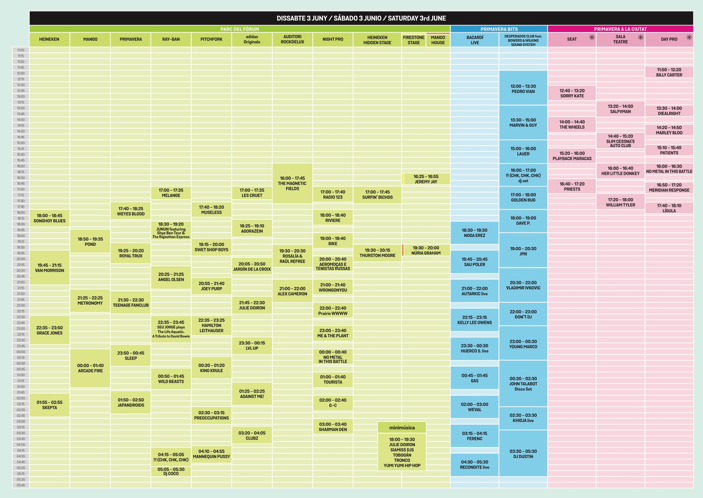 DISSABTE 3 JUNY / SÁBADO 3 JUNIO / SATURDAY 3rd JUNE
PARC DEL FÒRUM
PRIMAVERA BITS
PRIMAVERA A LA CIUTAT
HEINEKEN
MANGO
PRIMAVERA
RAY-BAN
PITCHFORK
adidas
Originals
AUDITORI
ROCKDELUX
NIGHT PRO
HEINEKEN
HIDDEN STAGE
FIRESTONE
STAGE
MANGO
HOUSE
BACARDÍ
LIVE
DESPERADOS CLUB feat.
BOWERS & WILKINS
SOUND SYSTEM
SEAT
SALA
TEATRE
DAY PRO
18:00 - 18:45
SONGHOY BLUES
19:45 - 21:15
VAN MORRISON
22:35 - 23:50
GRACE JONES
01:55 - 02:55
SKEPTA
18:50 - 19:35
POND
21:25 - 22:25
METRONOMY
00:00 - 01:40
ARCADE FIRE
17:40 - 18:25
WEYES BLOOD
19:25 - 20:20
ROYAL TRUX
21:30 - 22:30
TEENAGE FANCLUB
23:50 - 00:45
SLEEP
01:50 - 02:50
JAPANDROIDS
17:00 - 17:35
MELANGE
18:30 - 19:20
JUNUN featuring
Shye Ben Tzur &
The Rajasthan Express
20:25 - 21:25
ANGEL OLSEN
22:35 - 23:45
SEU JORGE plays
The Life Aquatic,
A Tribute to David Bowie
00:50 - 01:45
WILD BEASTS
04:15 - 05:05
!!! (CHK, CHK, CHK)
05:05 - 05:30
Dj COCO
17:40 - 18:20
MUSELESS
19:15 - 20:00
SWET SHOP BOYS
20:55 - 21:40
JOEY PURP
22:35 - 23:25
HAMILTON
LEITHAUSER
00:20 - 01:20
KING KRULE
02:30 - 03:15
PREOCCUPATIONS
04:10 - 04:55
MANNEQUIN PUSSY
17:00 - 17:35
LES CRUET
18:25 - 19:10
AGORAZEIN
20:05 - 20:50
JARDÍN DE LA CROIX
21:45 - 22:30
JULIE DOIRON
23:30 - 00:15
LVL UP
01:25 - 02:25
AGAINST ME!
03:20 - 04:05
CLUBZ
16:00 - 17:45
THE MAGNETIC
FIELDS
19:30 - 20:30
ROSALÍA &
RAÜL REFREE
21:00 - 22:00
ALEX CAMERON
17:00 - 17:40
RADIO 123
18:00 - 18:40
RIVIERE
19:00 - 19:40
RIKE
20:00 - 20:40
AEROMOÇAS E
TENISTAS RUSSAS
21:00 - 21:40
WRONGONYOU
22:00 - 22:40
Prairie WWWW
23:00 - 23:40
ME & THE PLANT
00:00 - 00:40
NO METAL
IN THIS BATTLE
01:00 - 01:40
TOURISTA
02:00 - 02:40
G-C
03:00 - 03:40
SHARMAN DEN
17:00 - 17:45
SURFIN' BICHOS
19:30 - 20:15
THURSTON MOORE
16:25 - 16:55
JEREMY JAY
19:30 - 20:00
NÚRIA GRAHAM
minimúsica
18:00 - 19:30
JULIE DOIRON
SIAMISS DJS
TOBOGÁN
TRONCO
YUMI YUMI HIP HOP
18:30 - 19:30
NOGA EREZ
19:45 - 20:45
SAU POLER
21:00 - 22:00
AUTARKIC live
22:15 - 23:15
KELLY LEE OWENS
23:30 - 00:30
HUERCO S. live
00:45 - 01:45
GAS
02:00 - 03:00
WEVAL
03:15 - 04:15
FERENC
04:30 - 05:30
RECONDITE live
12:00 - 13:30
PEDRO VIAN
13:30 - 15:00
MARVIN & GUY
15:00 - 16:00
LAUER
16:00 - 17:00
!!! (CHK, CHK, CHK)
dj set
17:00 - 18:00
GOLDEN BUG
18:00 - 19:00
DAVE P.
19:00 - 20:30
JMII
20:30 - 22:00
VLADIMIR IVKOVIC
22:00 - 23:00
DON'T DJ
23:00 - 00:30
YOUNG MARCO
00:30 - 02:30
JOHN TALABOT
Disco Set
02:30 - 03:30
KHIDJA live
03:30 - 05:30
DJ DUSTIN
12:40 - 13:20
SORRY KATE
14:00 - 14:40
THE WHEELS
15:20 - 16:00
PLAYBACK MARACAS
16:40 - 17:20
PRIESTS
13:20 - 14:00
SALFVMAN
14:40 - 15:20
SLIM CESSNA'S
AUTO CLUB
16:00 - 16:40
HER LITTLE DONKEY
17:20 - 18:00
WILLIAM TYLER
11:50 - 12:20
BILLY CARTER
13:30 - 14:00
DIEALRIGHT
14:20 - 14:50
MARLEY BLOO
15:10 - 15:40
PATIENTS
16:00 - 16:30
NO METAL IN THIS BATTLE
16:50 - 17:20
MERIDIAN RESPONSE
17:40 - 18:10
LÍGULA